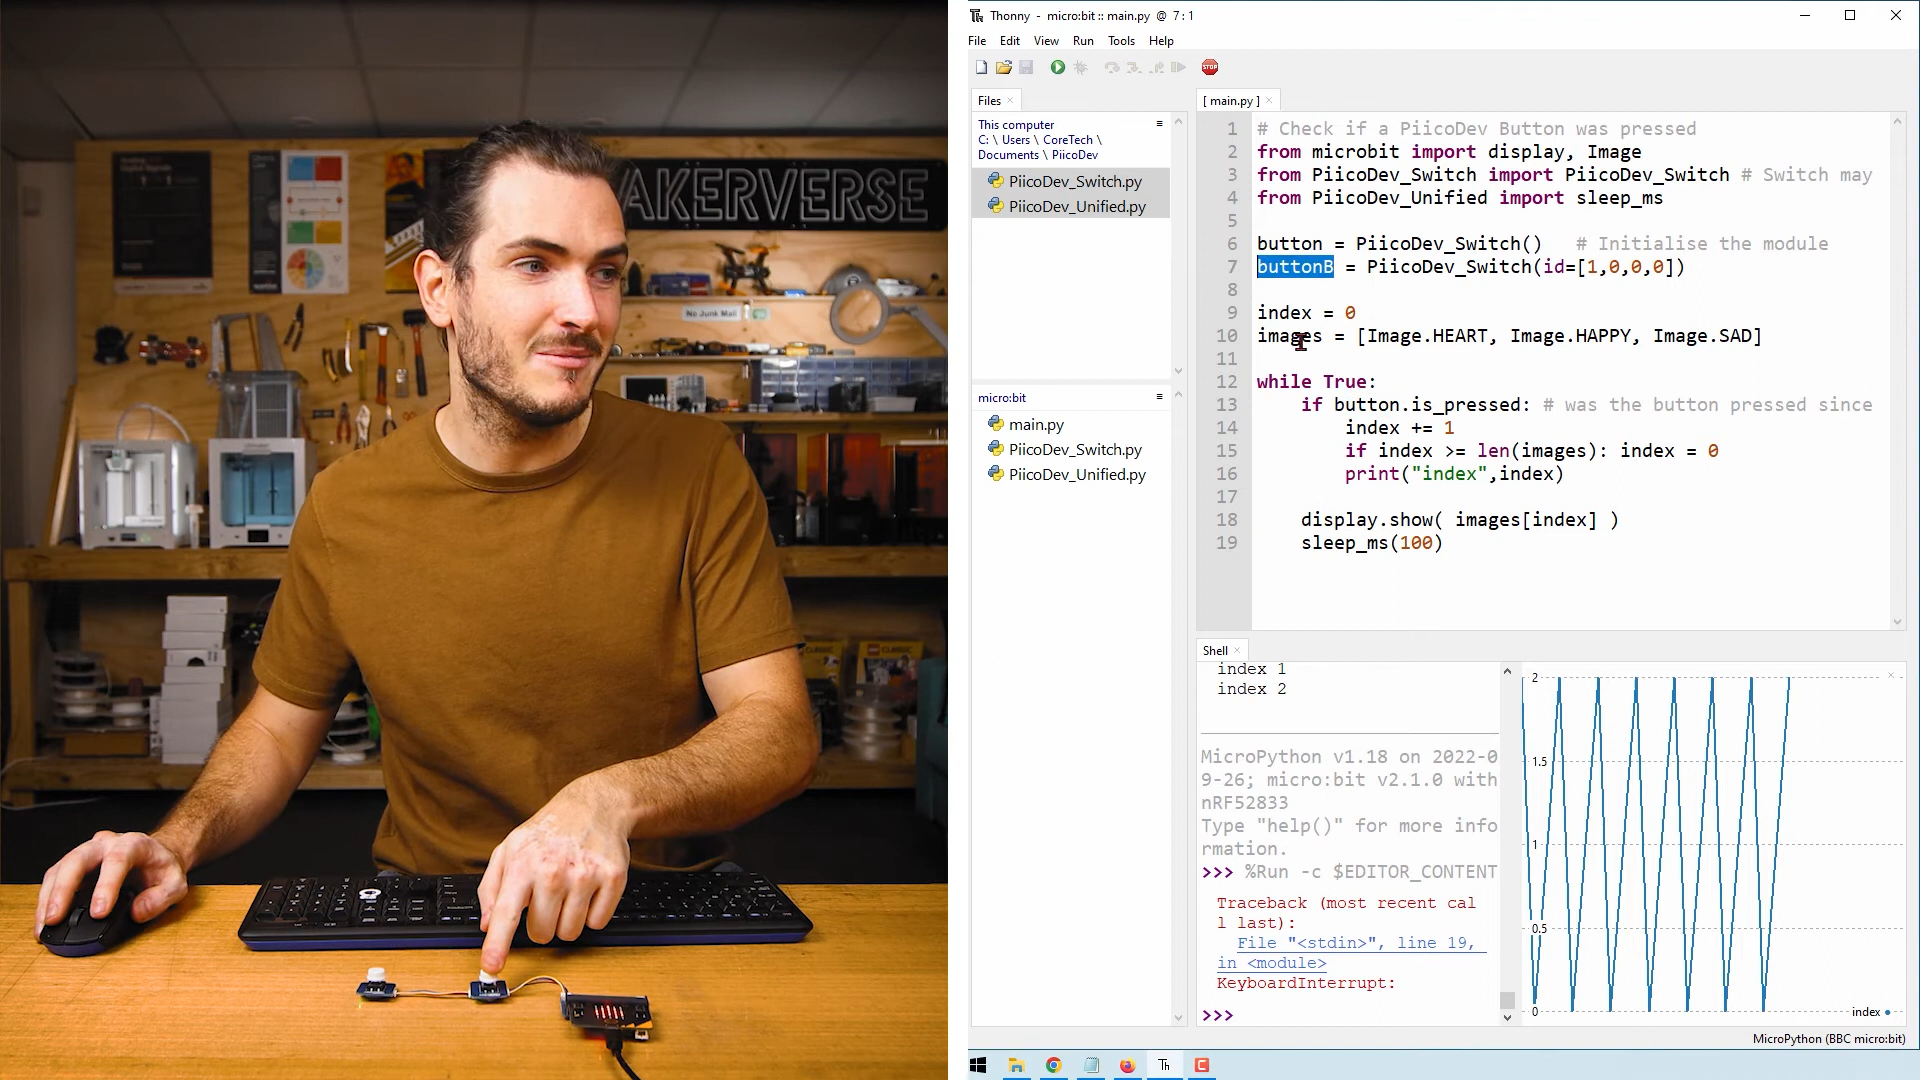 AKERVERSE
No Junk Mail
CLASSIC
CLASSIC
Thonny - micro:bit :: main.py @ 7 : 1
File Edit View Run Tools Help
Files
This computer
C: \ Users \ CoreTech \
Documents \ PiicoDev
PiicoDev_Switch.py
PiicoDev_Unified.py
micro:bit
main.py
PiicoDev_Switch.py
PiicoDev_Unified.py
[ main.py ]
1 # Check if a PiicoDev Button was pressed
2 from microbit import display, Image
3 from PiicoDev_Switch import PiicoDev_Switch # Switch may
4 from PiicoDev_Unified import sleep_ms
5
6 button = PiicoDev_Switch() # Initialise the module
7 buttonB = PiicoDev_Switch(id=[1,0,0,0])
8
9 index = 0
10 images = [Image.HEART, Image.HAPPY, Image.SAD]
11
12 while True:
13 if button.is_pressed: # was the button pressed since
14 index += 1
15 if index >= len(images): index = 0
16 print("index",index)
17
18 display.show( images[index] )
19 sleep_ms(100)
Shell
index 1
index 2
MicroPython v1.18 on 2022-0
9-26; micro:bit v2.1.0 with
nRF52833
Type "help()" for more info
rmation.
>>> %Run -c $EDITOR_CONTENT
Traceback (most recent cal
l last):
File "<stdin>", line 19,
in <module>
KeyboardInterrupt:
>>>
2
1.5
1
0.5
0
index
MicroPython (BBC micro:bit)
STOP
Th